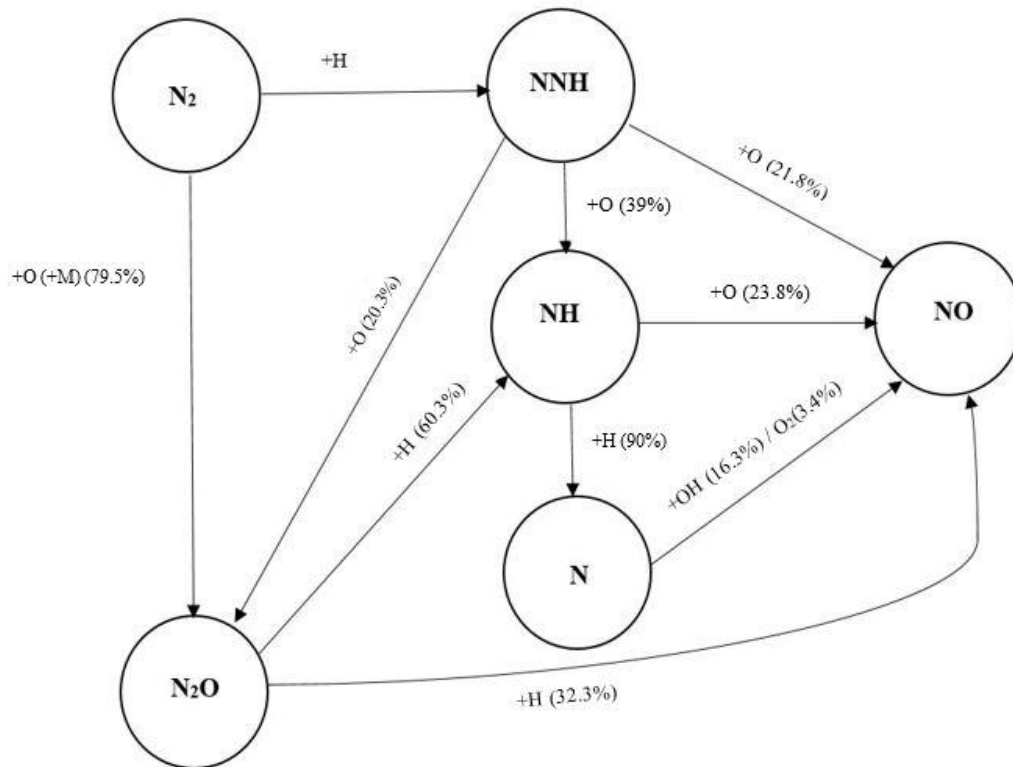 +H
N₂
NNH
+O (21.8%)
+O (39%)
+O (+M) (79.5%)
+O (20.3%)
NH
+O (23.8%)
NO
+H (60.3%)
+H (90%)
+OH (16.3%) / O₂(3.4%)
N
N₂O
+H (32.3%)